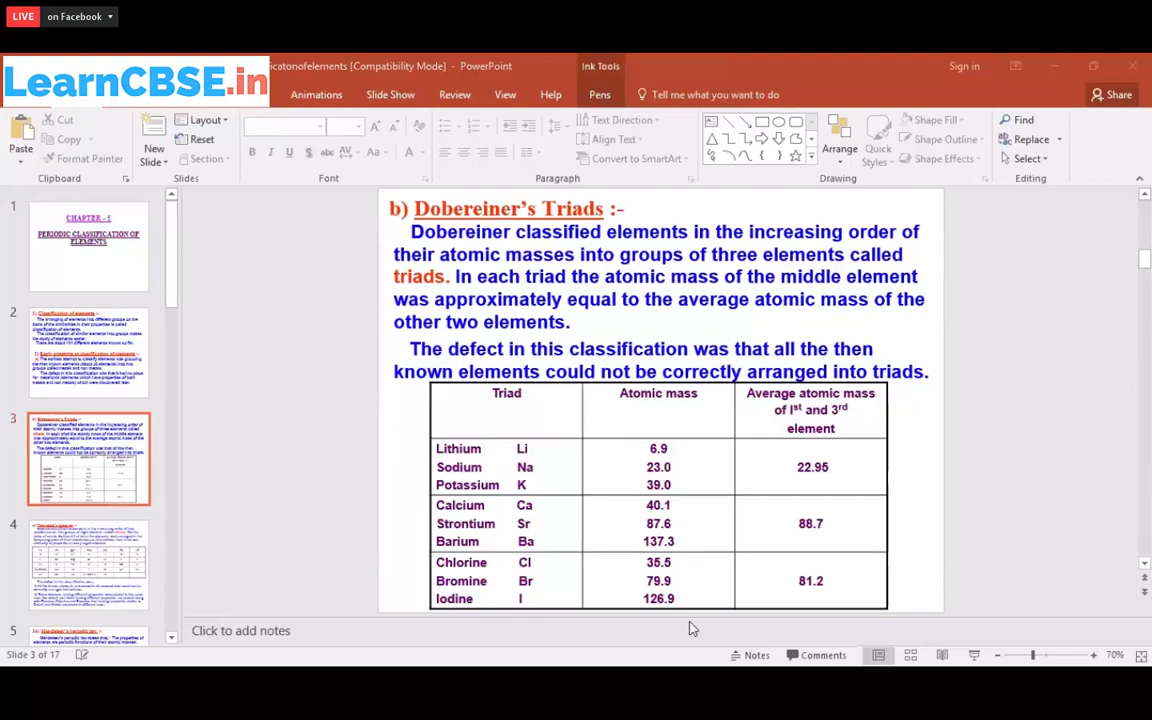 LIVE on Facebook
LearnCBSE.in
icatonofelements [Compatibility Mode] - PowerPoint
Ink Tools
Sign in
Animations Slide Show Review View Help Pens Tell me what you want to do Share
Paste
Cut
Copy
Format Painter
Clipboard
New Slide
Layout
Reset
Section
Slides
B I U S abc AV Aa A
Font
Text Direction
Align Text
Convert to SmartArt
Paragraph
Arrange
Quick Styles
Shape Fill
Shape Outline
Shape Effects
Drawing
Find
Replace
Select
Editing
1
CHAPTER - 5
PERIODIC CLASSIFICATION OF
ELEMENTS
2
3
4
5
b) Dobereiner's Triads :-
Dobereiner classified elements in the increasing order of
their atomic masses into groups of three elements called
triads. In each triad the atomic mass of the middle element
was approximately equal to the average atomic mass of the
other two elements.
The defect in this classification was that all the then
known elements could not be correctly arranged into triads.
Triad Atomic mass Average atomic mass
of Ist and 3rd
element
Lithium Li 6.9
Sodium Na 23.0 22.95
Potassium K 39.0
Calcium Ca 40.1
Strontium Sr 87.6 88.7
Barium Ba 137.3
Chlorine Cl 35.5
Bromine Br 79.9 81.2
Iodine I 126.9
Click to add notes
Slide 3 of 17
Notes Comments 70%